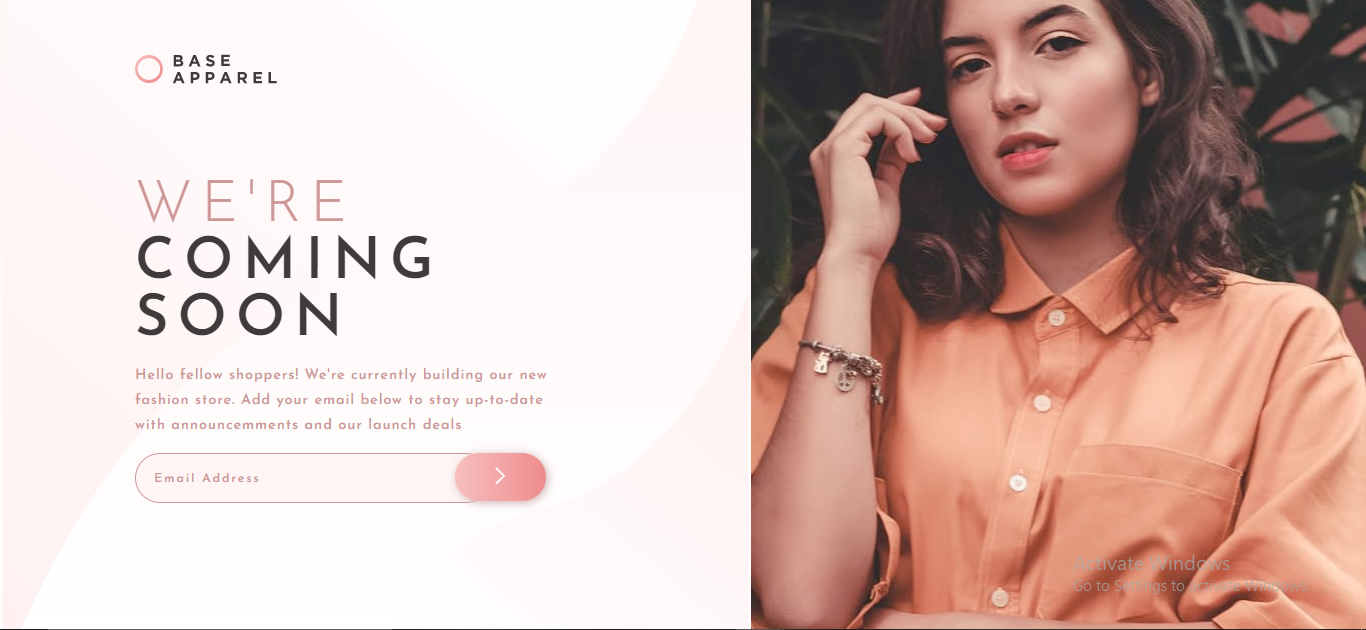 BASE
APPAREL
WE'RE
COMING
SOON
Hello fellow shoppers! We're currently building our new
fashion store. Add your email below to stay up-to-date
with announcemments and our launch deals
Email Address
Activate Windows
Go to Settings to activate Windows.